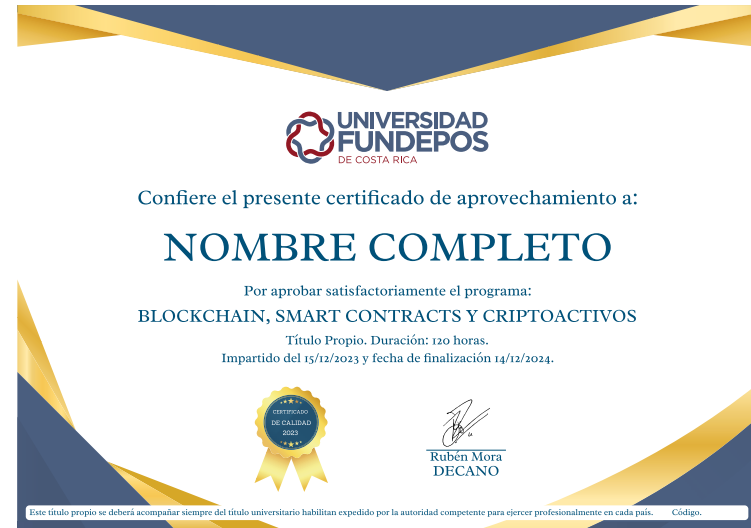 UNIVERSIDAD
FUNDEPOS
DE COSTA RICA
Confiere el presente certificado de aprovechamiento a:
NOMBRE COMPLETO
Por aprobar satisfactoriamente el programa:
BLOCKCHAIN, SMART CONTRACTS Y CRIPTOACTIVOS
Título Propio. Duración: 120 horas.
Impartido del 15/12/2023 y fecha de finalización 14/12/2024.
CERTIFICADO
DE CALIDAD
2023
Rubén Mora
DECANO
Este titulo propio se deberá acompañar siempre del título universitario habilitan expedido por la autoridad competente para ejercer profesionalmente en cada país. Código.